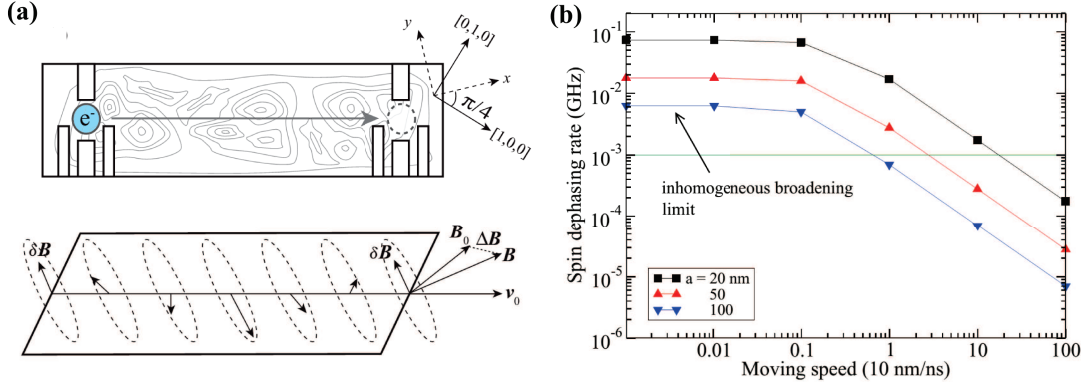 (a)
y
[0,1,0]
x
π/4
[1,0,0]
e⁻
δB
δB
B₀ ΔB
B
v₀
(b)
Spin dephasing rate (GHz)
10⁻¹
10⁻²
10⁻³
10⁻⁴
10⁻⁵
10⁻⁶
inhomogeneous broadening
limit
a = 20 nm
50
100
0.01 0.1 1 10 100
Moving speed (10 nm/ns)